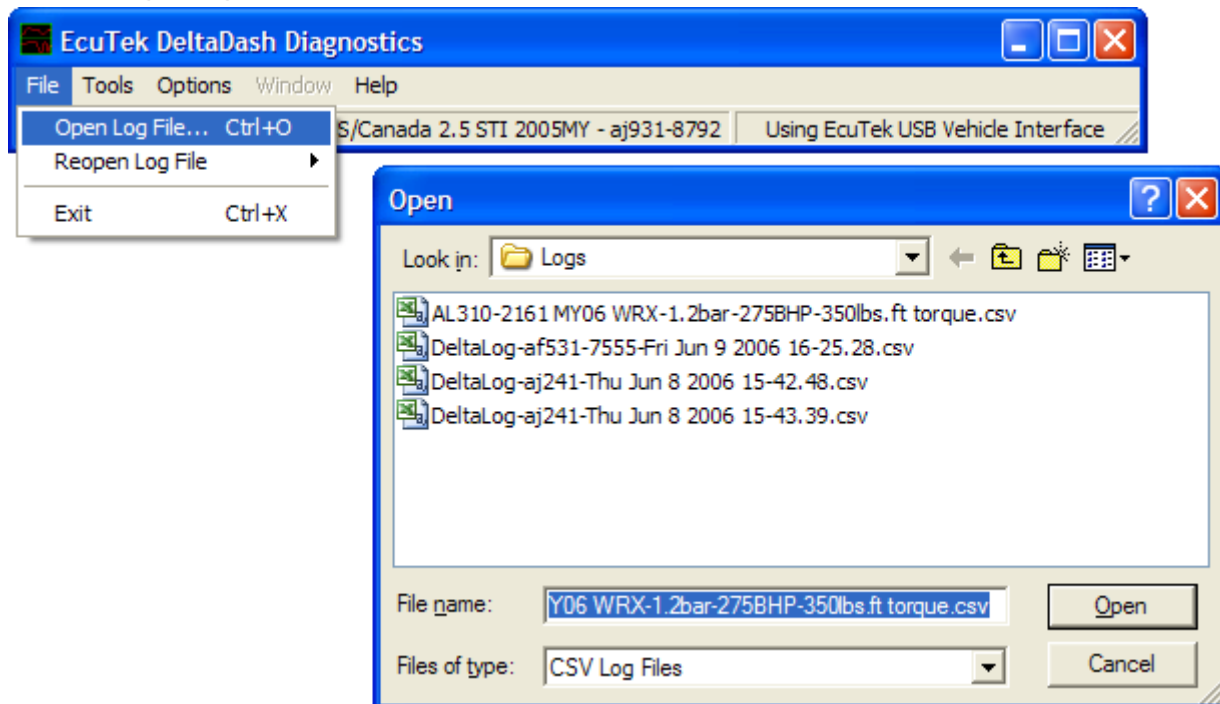 EcuTek DeltaDash Diagnostics
File Tools Options Window Help
Open Log File... Ctrl+O
S/Canada 2.5 STI 2005MY - aj931-8792 Using EcuTek USB Vehicle Interface
Reopen Log File
Exit Ctrl+X
Open
Look in: Logs
AL310-2161 MY06 WRX-1.2bar-275BHP-350lbs.ft torque.csv
DeltaLog-af531-7555-Fri Jun 9 2006 16-25.28.csv
DeltaLog-aj241-Thu Jun 8 2006 15-42.48.csv
DeltaLog-aj241-Thu Jun 8 2006 15-43.39.csv
File name: Y06 WRX-1.2bar-275BHP-350lbs.ft torque.csv Open
Files of type: CSV Log Files Cancel